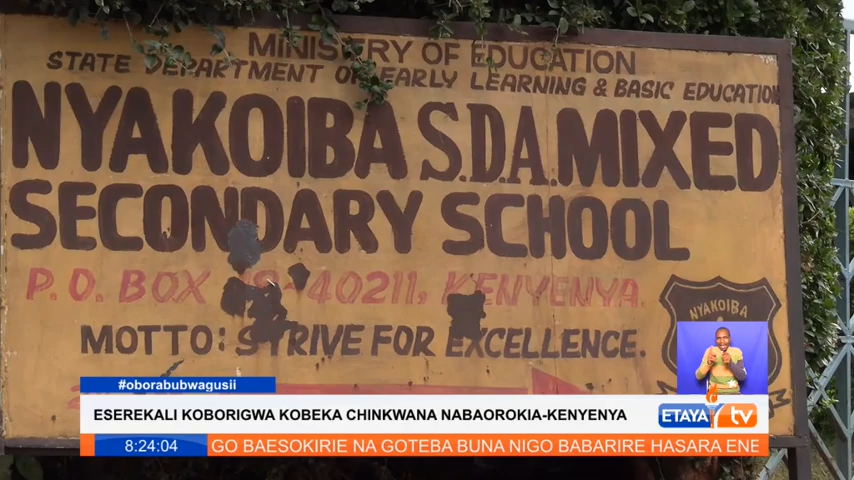 MINISTRY OF EDUCATION
STATE DEPARTMENT OF EARLY LEARNING & BASIC EDUCATION
NYAKOIBA S.D.A. MIXED
SECONDARY SCHOOL
P.O. BOX -40211, KENYENYA.
NYAKOIBA
MOTTO: STRIVE FOR EXCELLENCE.
#oborabubwagusii
ESEREKALI KOBORIGWA KOBEKA CHINKWANA NABAOROKIA-KENYENYA
ETAYA tv
8:24:04
GO BAESOKIRIE NA GOTEBA BUNA NIGO BABARIRE HASARA ENE